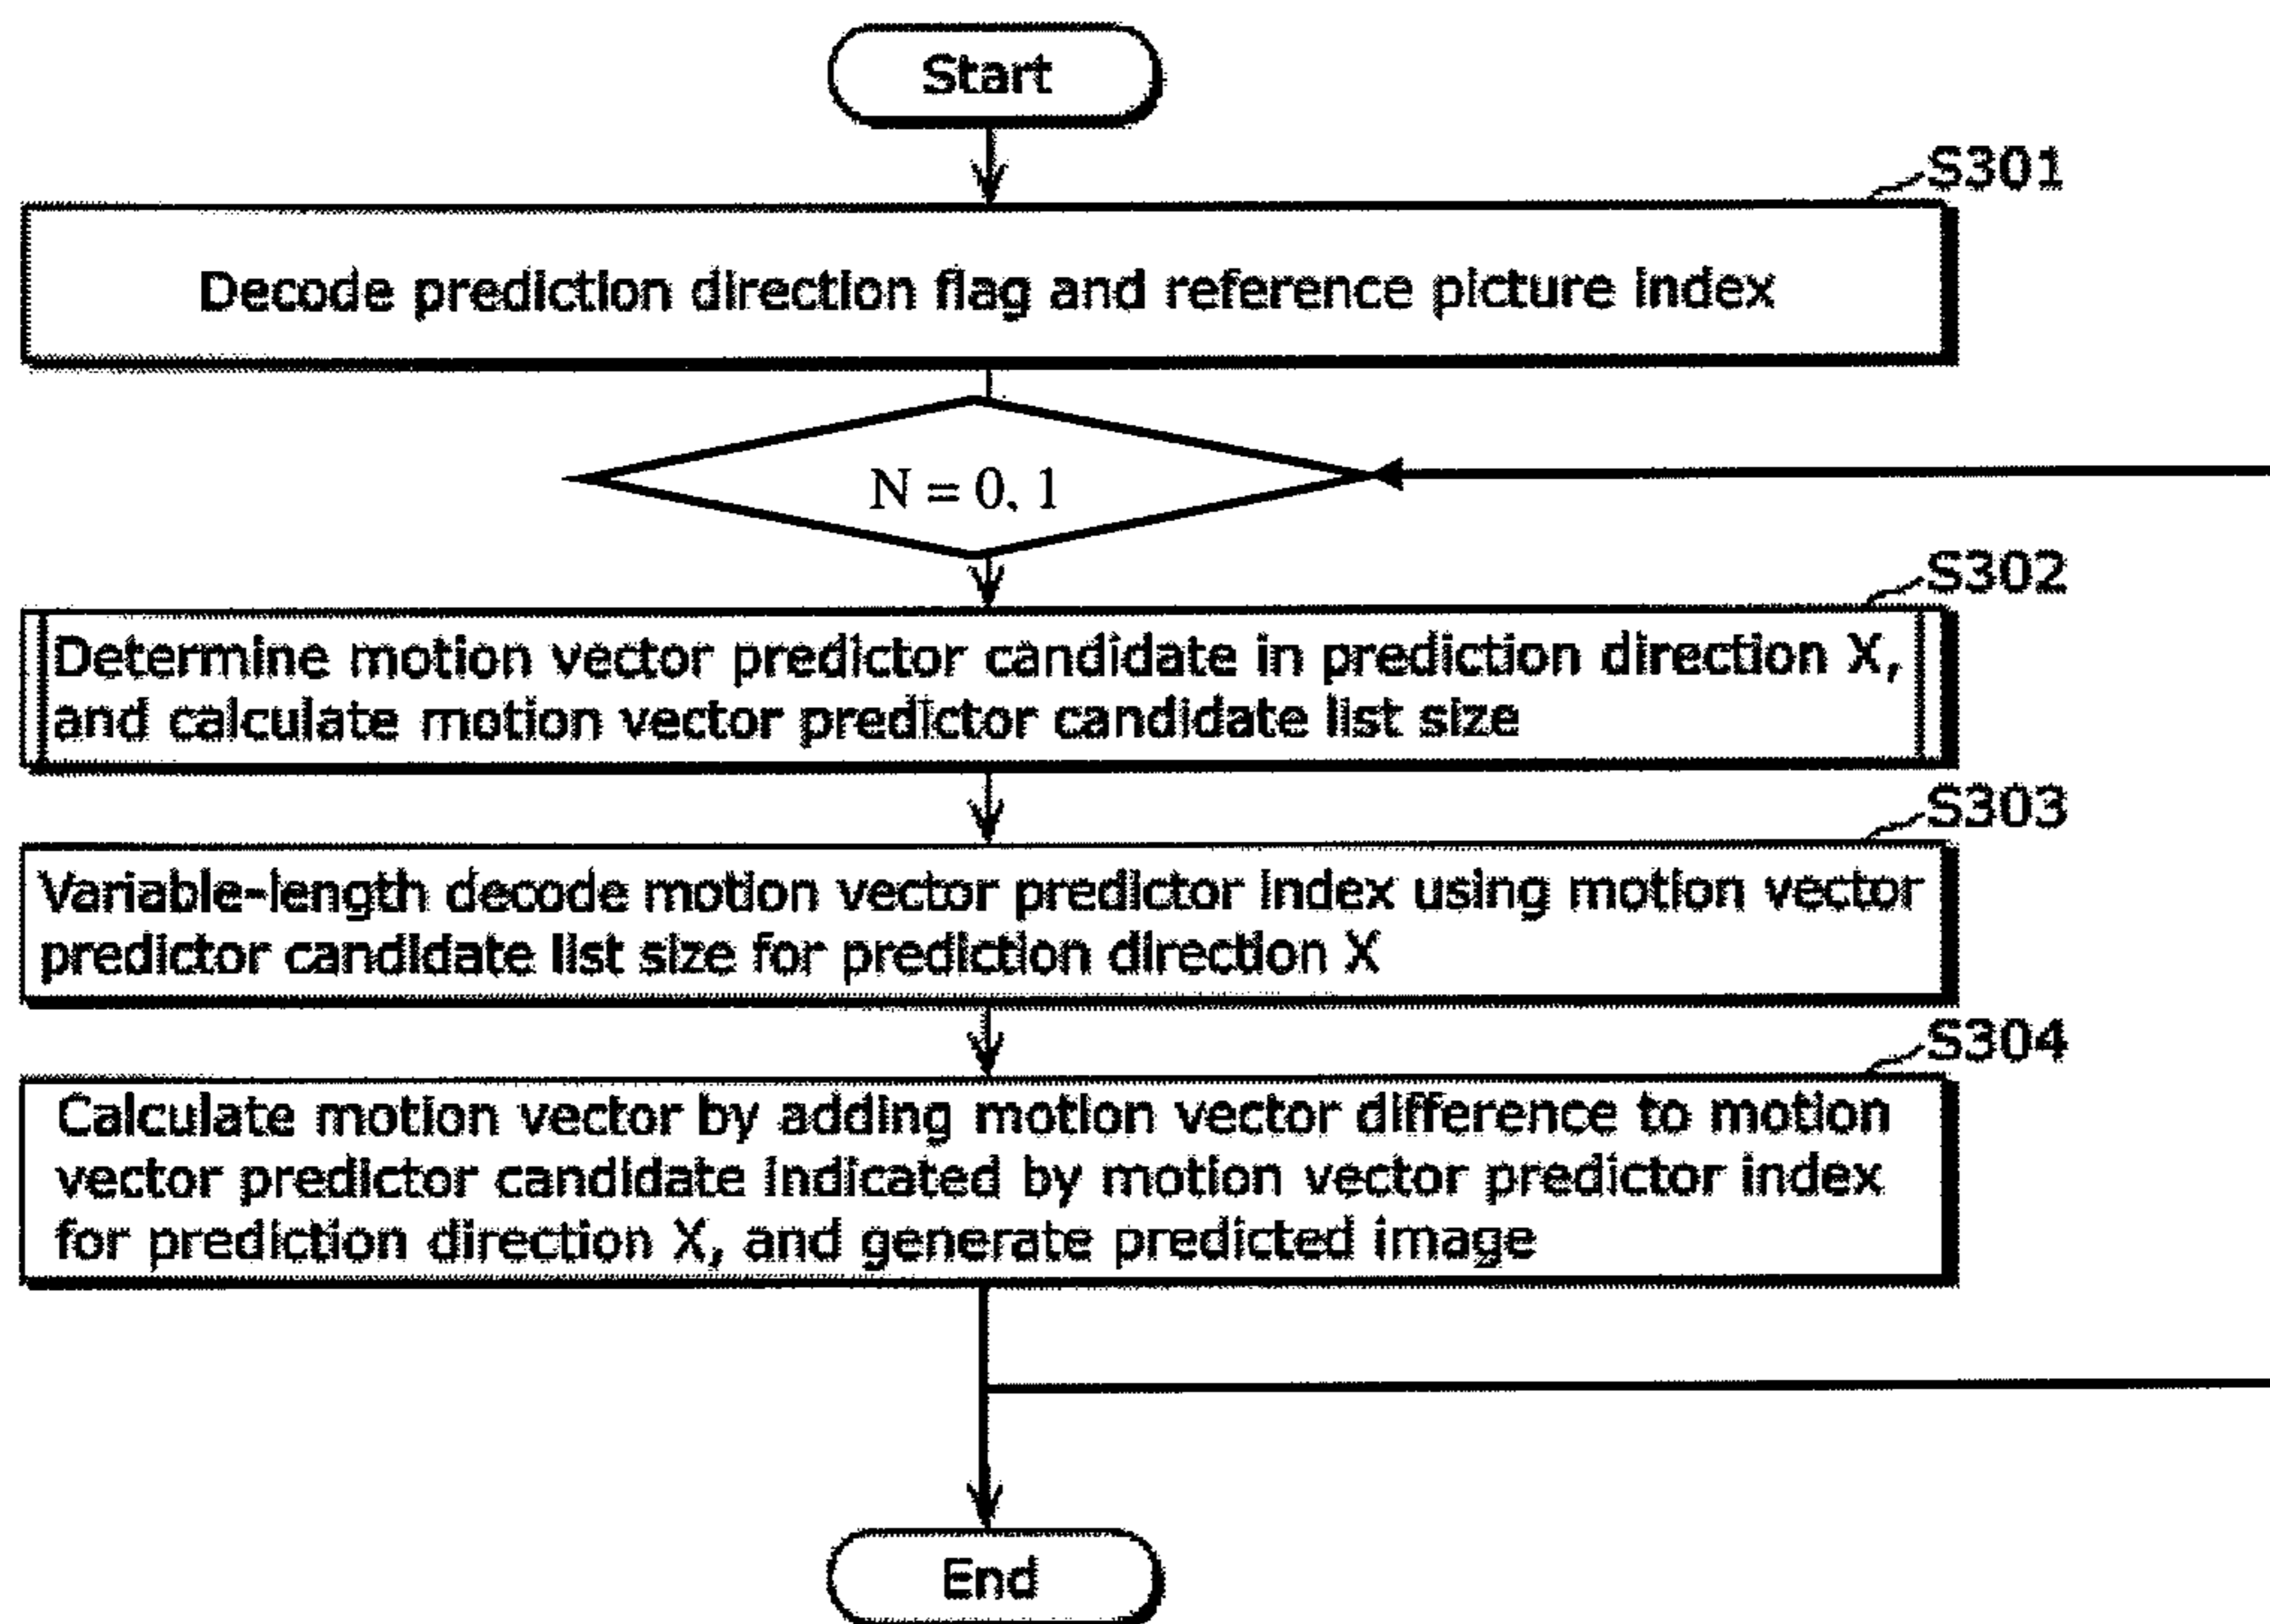 Start
S301
Decode prediction direction flag and reference picture index
N = 0, 1
S302
Determine motion vector predictor candidate in prediction direction X,
and calculate motion vector predictor candidate list size
S303
Variable-length decode motion vector predictor index using motion vector
predictor candidate list size for prediction direction X
S304
Calculate motion vector by adding motion vector difference to motion
vector predictor candidate indicated by motion vector predictor index
for prediction direction X, and generate predicted image
End